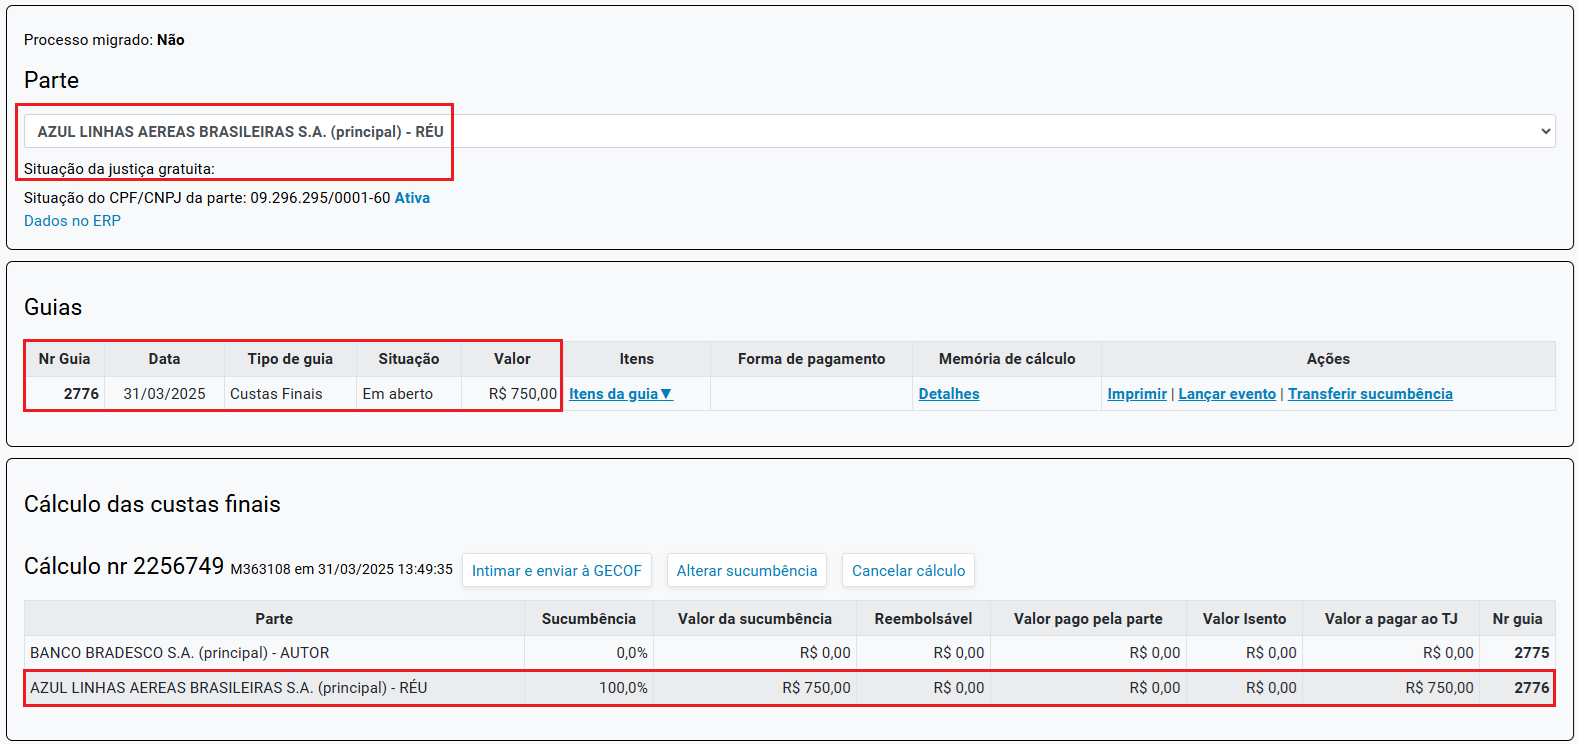 Processo migrado: Não
Parte
AZUL LINHAS AEREAS BRASILEIRAS S.A. (principal) - RÉU
Situação da justiça gratuita:
Situação do CPF/CNPJ da parte: 09.296.295/0001-60 Ativa
Dados no ERP
Guias
Nr Guia Data Tipo de guia Situação Valor Itens Forma de pagamento Memória de cálculo Ações
2776 31/03/2025 Custas Finais Em aberto R$ 750,00 Itens da guia▼ Detalhes Imprimir | Lançar evento | Transferir sucumbência
Cálculo das custas finais
Cálculo nr 2256749 M363108 em 31/03/2025 13:49:35 Intimar e enviar à GECOF Alterar sucumbência Cancelar cálculo
Parte Sucumbência Valor da sucumbência Reembolsável Valor pago pela parte Valor Isento Valor a pagar ao TJ Nr guia
BANCO BRADESCO S.A. (principal) - AUTOR 0,0% R$ 0,00 R$ 0,00 R$ 0,00 R$ 0,00 R$ 0,00 2775
AZUL LINHAS AEREAS BRASILEIRAS S.A. (principal) - RÉU 100,0% R$ 750,00 R$ 0,00 R$ 0,00 R$ 0,00 R$ 750,00 2776